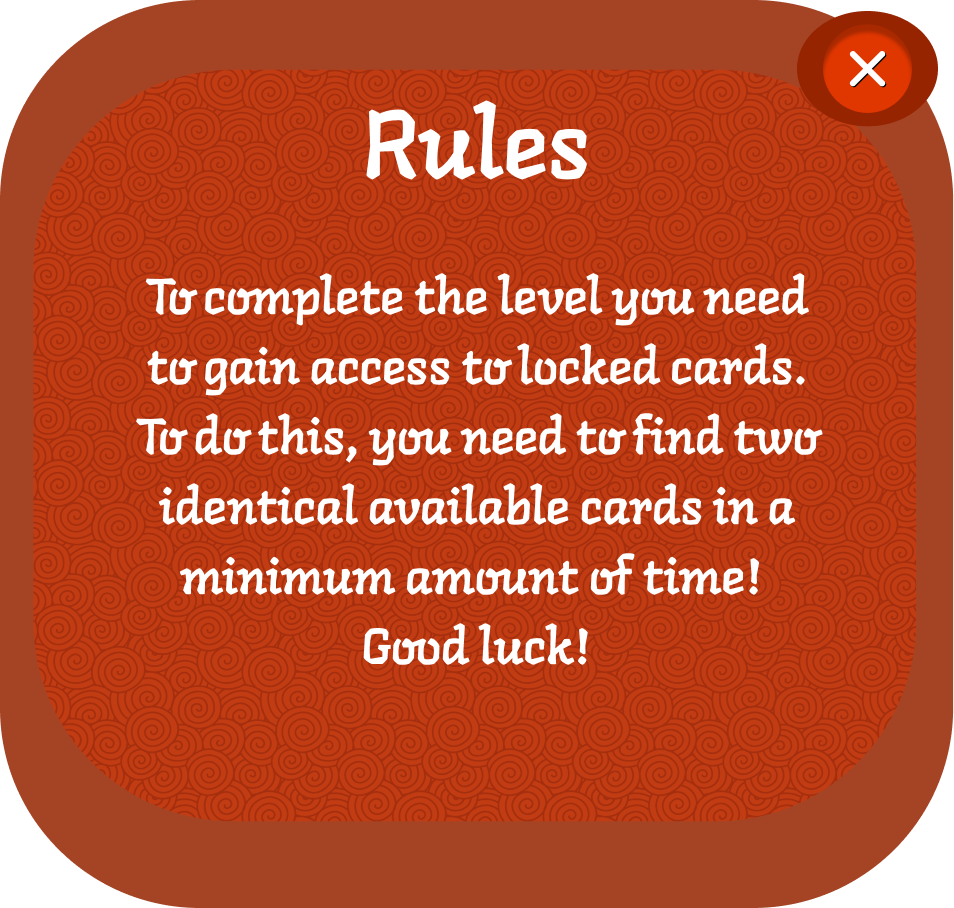 Rules
To complete the level you need
to gain access to locked cards.
To do this, you need to find two
identical available cards in a
minimum amount of time!
Good luck!